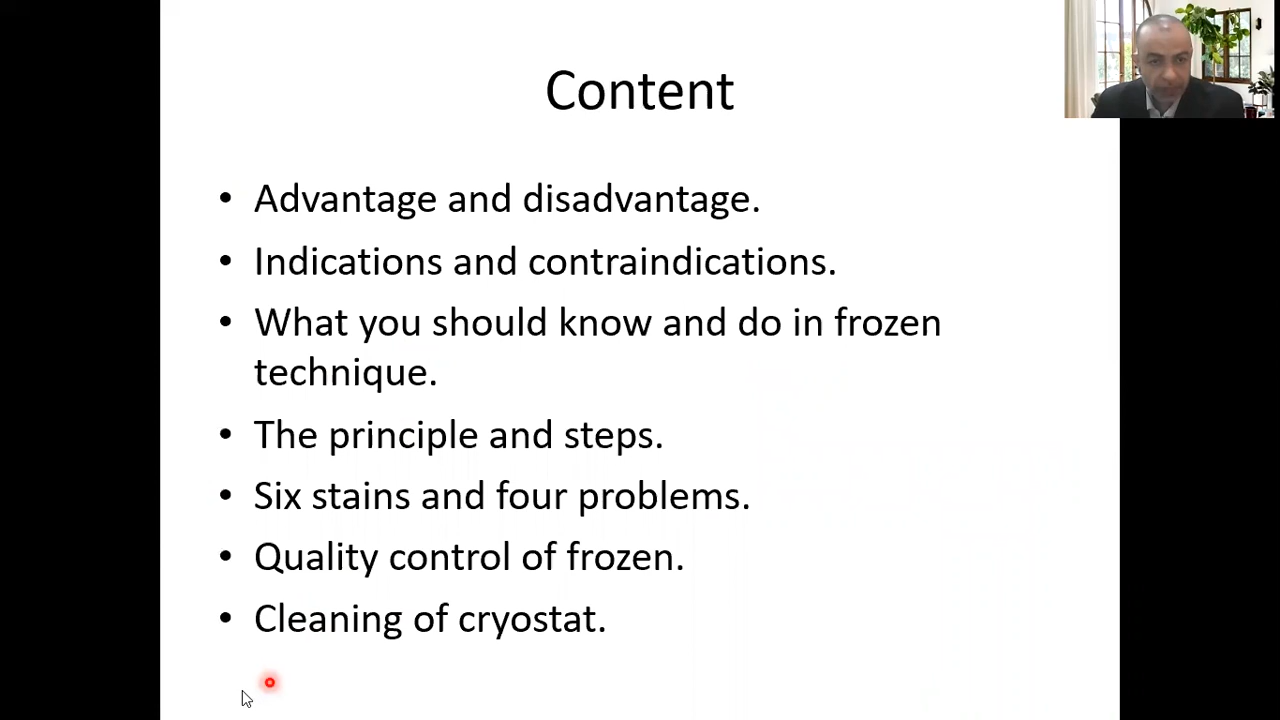 Content
• Advantage and disadvantage.
• Indications and contraindications.
• What you should know and do in frozen
technique.
• The principle and steps.
• Six stains and four problems.
• Quality control of frozen.
• Cleaning of cryostat.